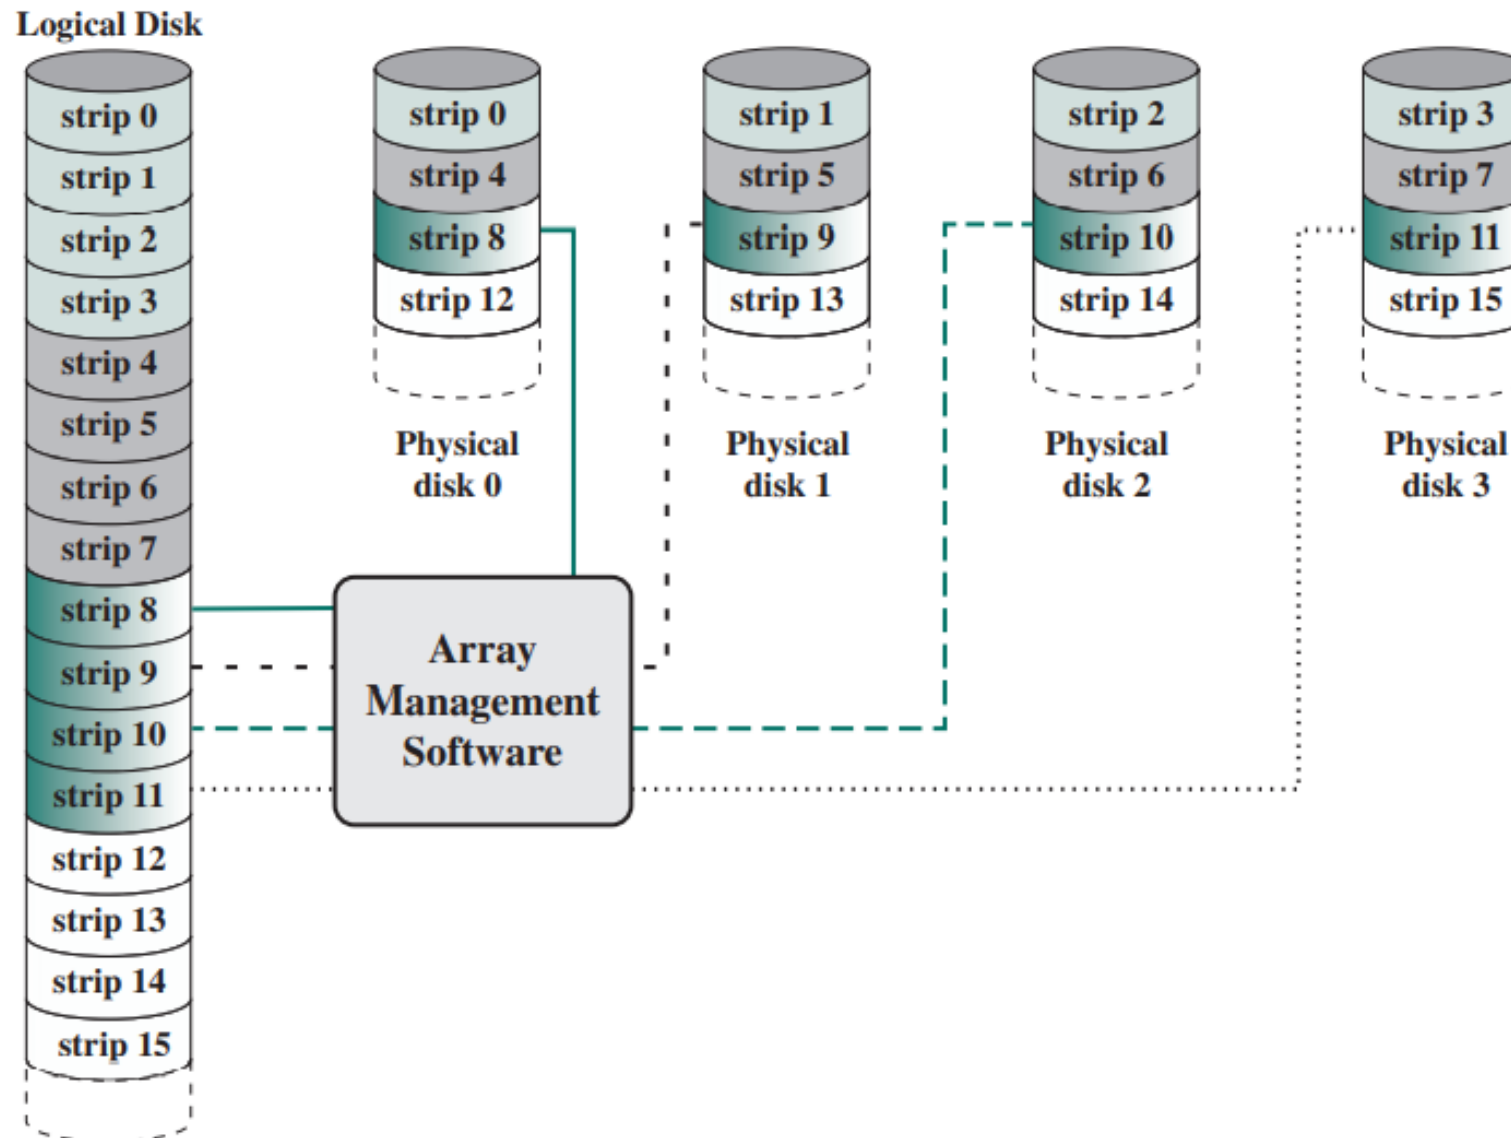 Logical Disk
strip 0
strip 1
strip 2
strip 3
strip 4
strip 5
strip 6
strip 7
strip 8
strip 9
strip 10
strip 11
strip 12
strip 13
strip 14
strip 15
strip 0
strip 4
strip 8
strip 12
Physical
disk 0
strip 1
strip 5
strip 9
strip 13
Physical
disk 1
strip 2
strip 6
strip 10
strip 14
Physical
disk 2
strip 3
strip 7
strip 11
strip 15
Physical
disk 3
Array
Management
Software